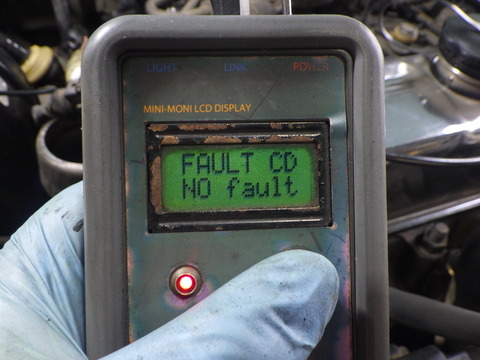 LIGHT LINK POWER
MINI-MONI LCD DISPLAY
FAULT CD
NO fault